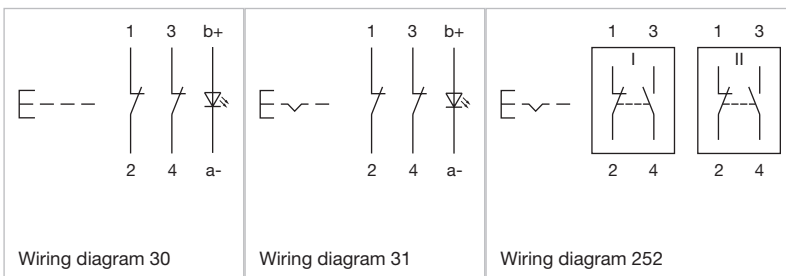 1 3 b+
2 4 a-
Wiring diagram 30
1 3 b+
2 4 a-
Wiring diagram 31
1 3 1 3
I II
2 4 2 4
Wiring diagram 252